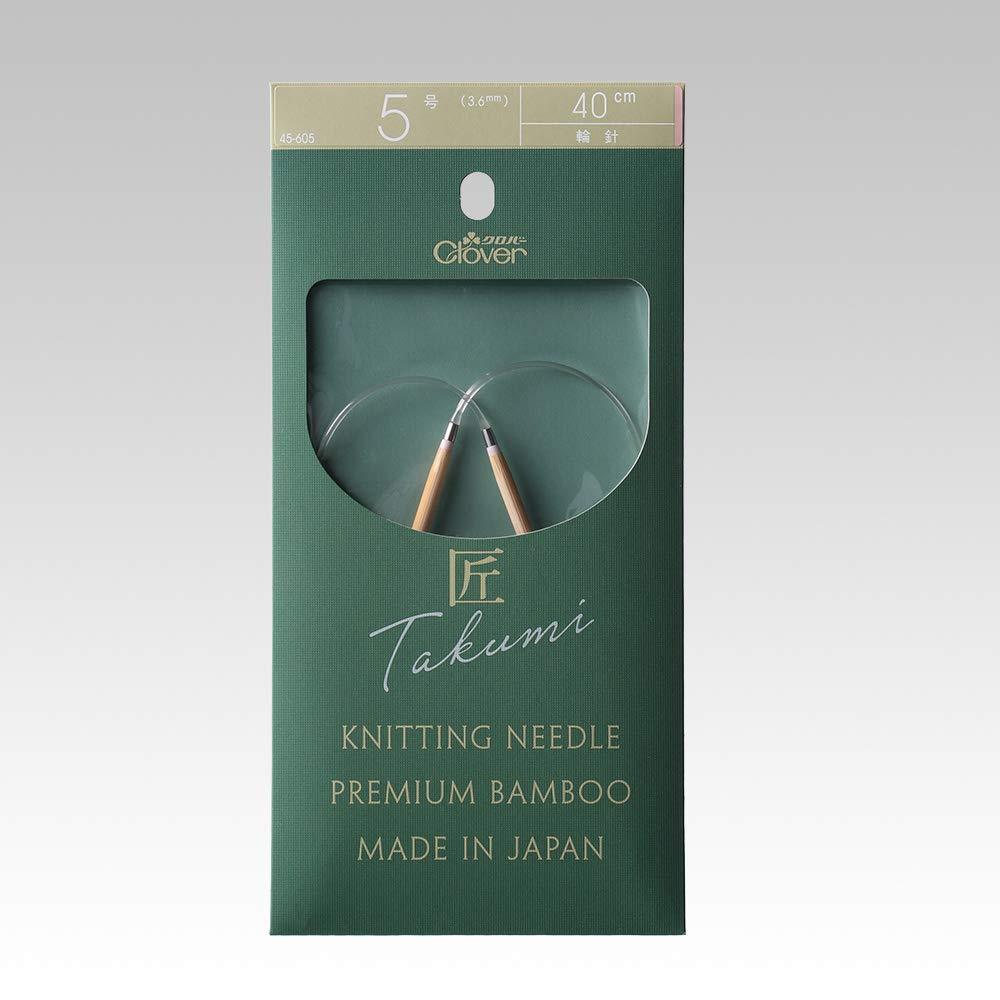 5号 (3.6mm) 40cm
45-605 輪針
クロバー
Clover
匠
Takumi
KNITTING NEEDLE
PREMIUM BAMBOO
MADE IN JAPAN